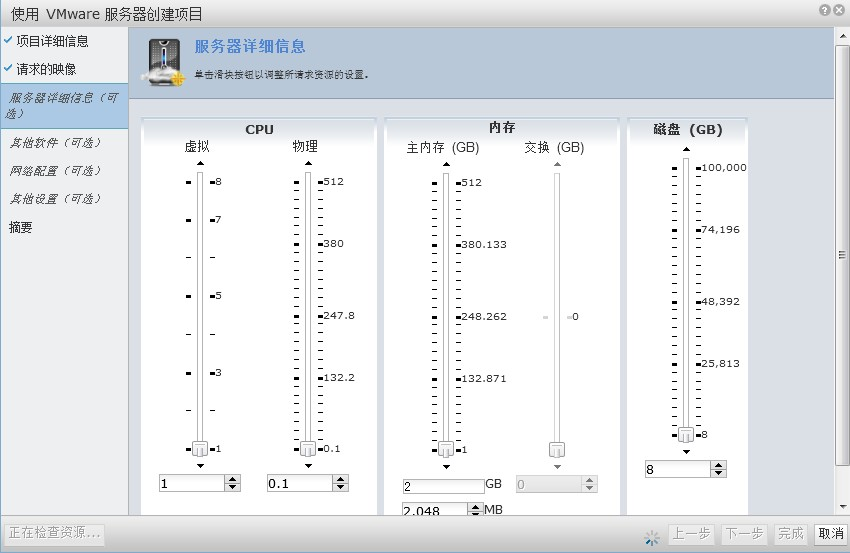 使用 VMware 服务器创建项目
项目详细信息
请求的映像
服务器详细信息（可
选）
其他软件（可选）
网络配置（可选）
其他设置（可选）
摘要
服务器详细信息
单击滑块按钮以调整所请求资源的设置。
CPU
虚拟
物理
8
7
5
3
1
512
380
247.8
132.2
0.1
1
0.1
内存
主内存 (GB)
交换 (GB)
512
380.133
248.262
132.871
1
0
2
GB
0
2,048
MB
磁盘 (GB)
100,000
74,196
48,392
25,813
8
8
正在检查资源...
上一步
下一步
完成
取消